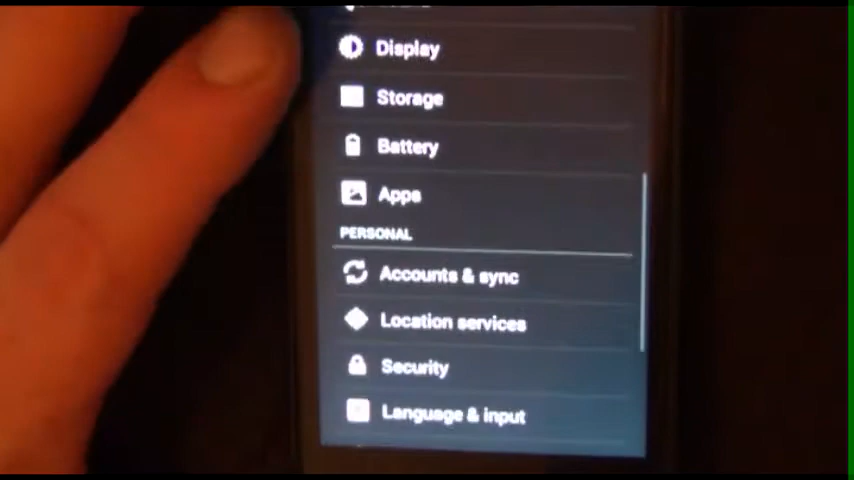 Display
Storage
Battery
Apps
PERSONAL
Accounts & sync
Location services
Security
Language & input